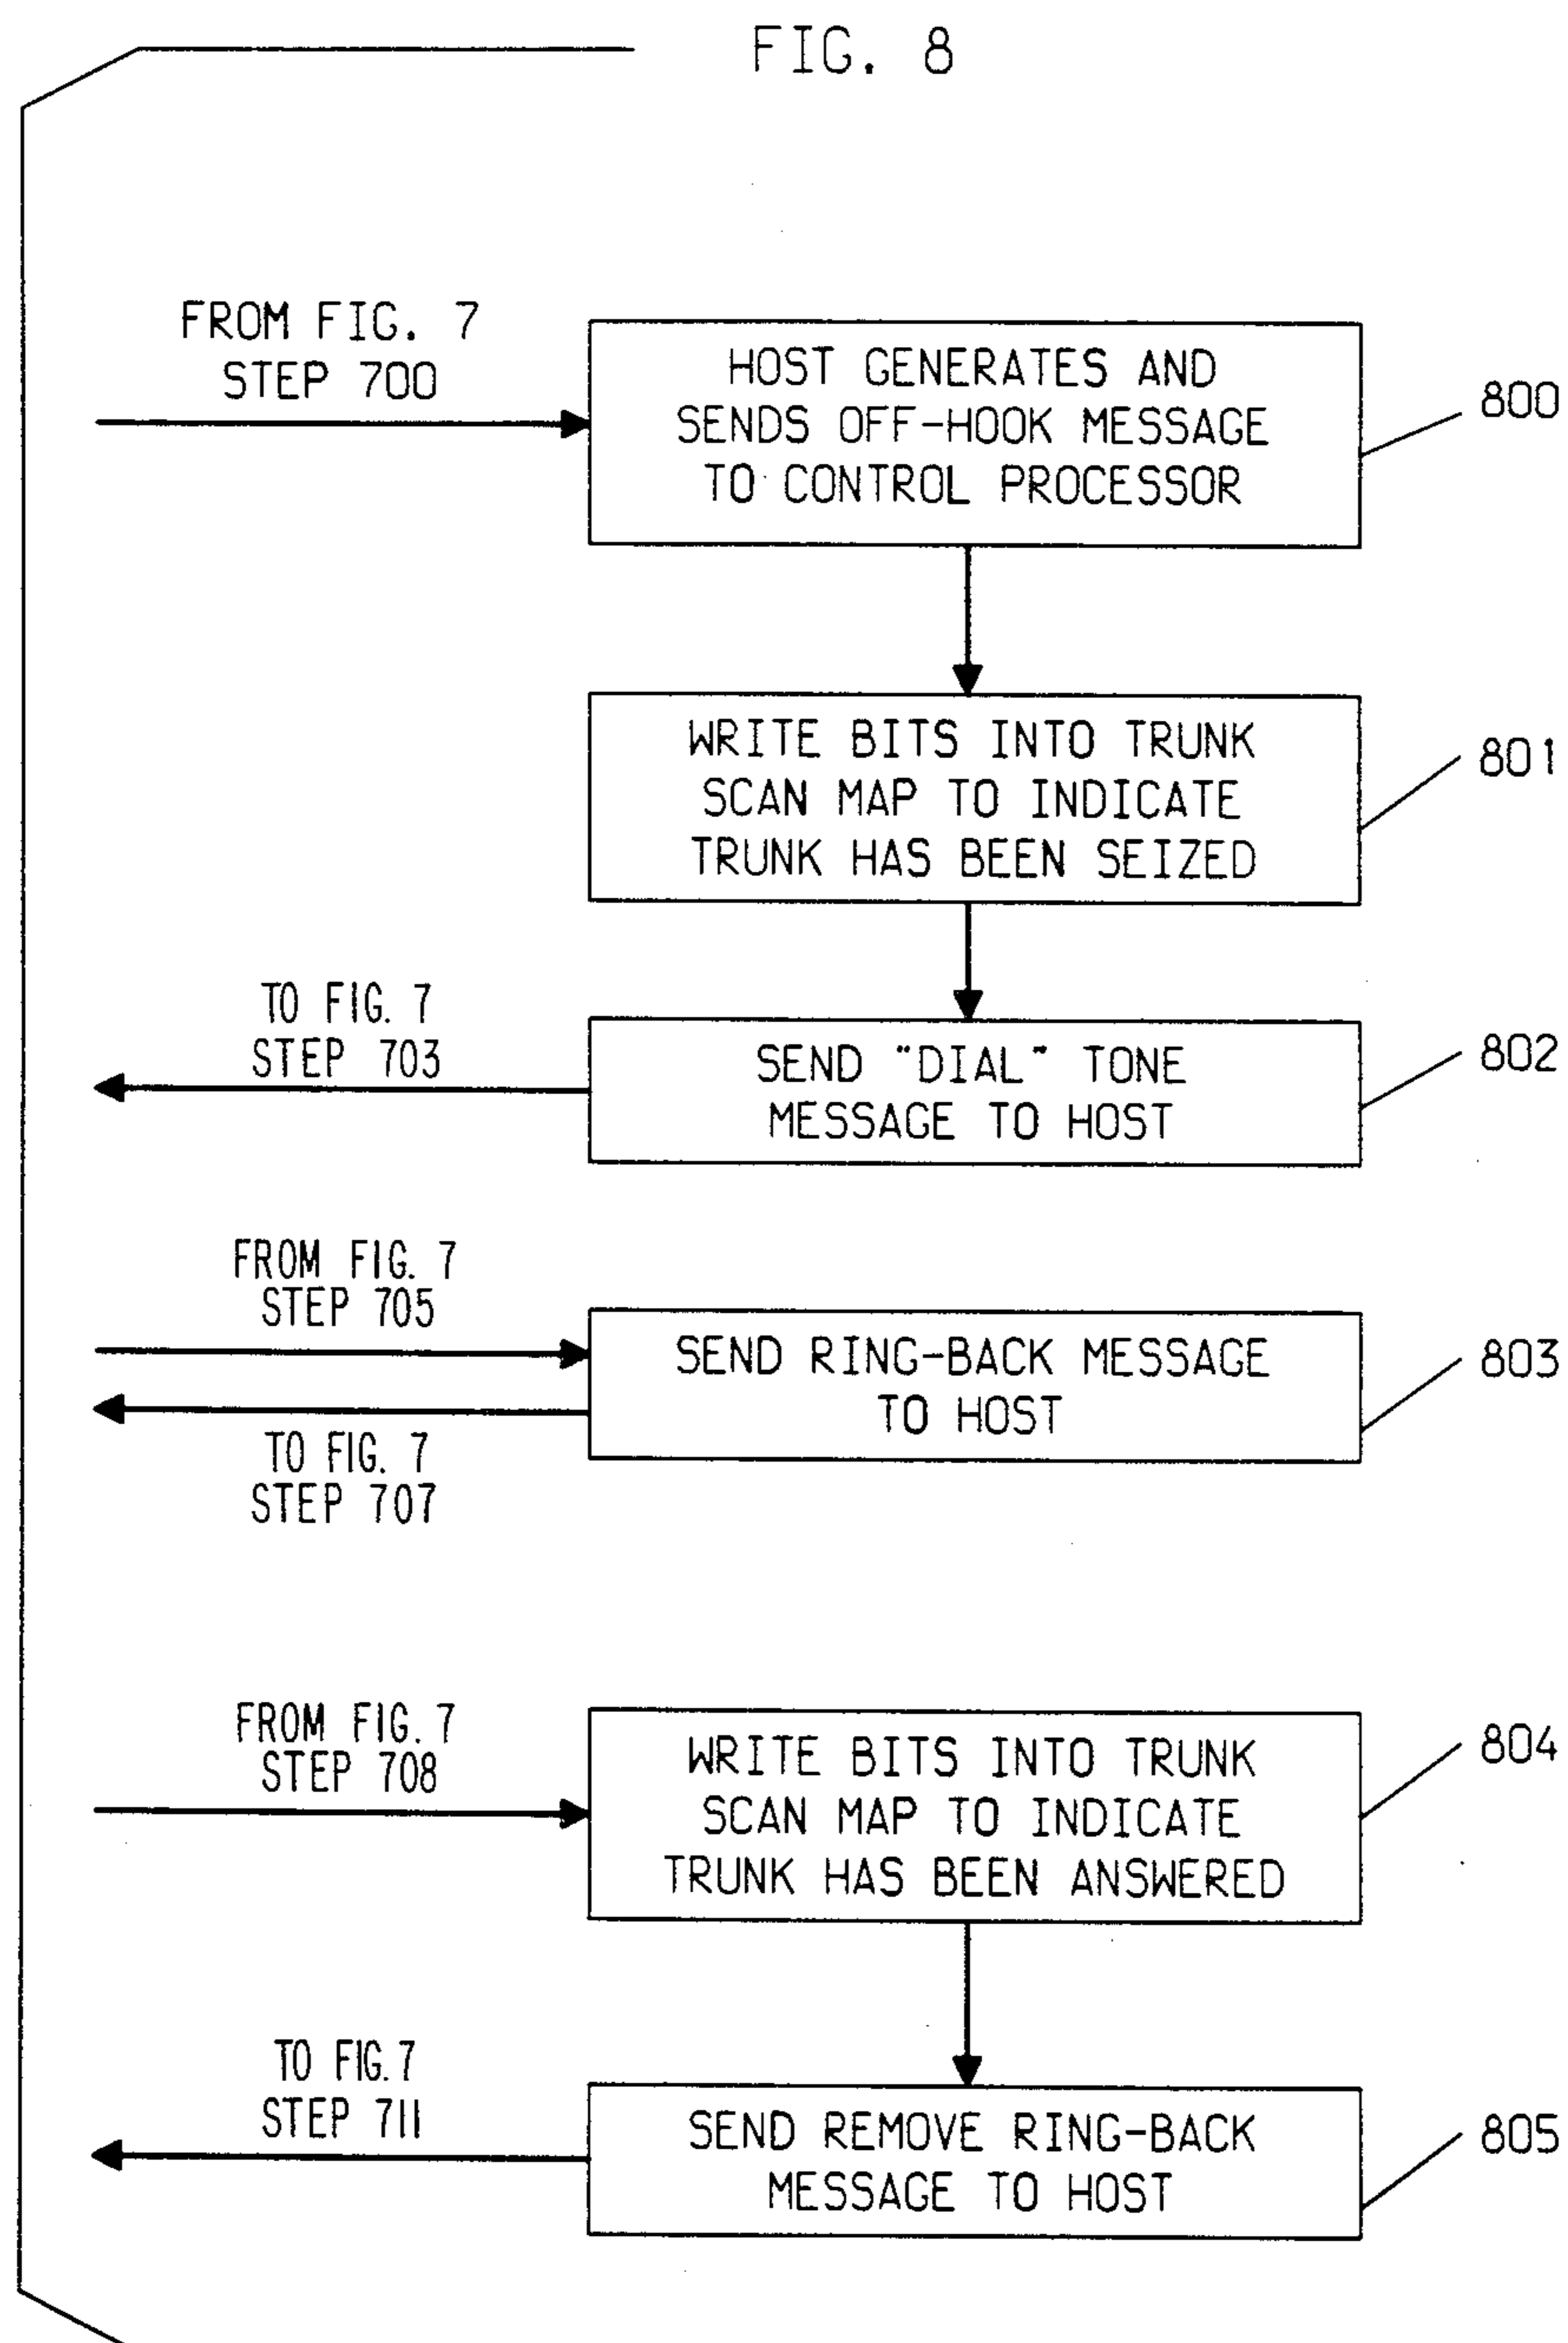 FIG. 8
FROM FIG. 7
STEP 700
HOST GENERATES AND
SENDS OFF-HOOK MESSAGE
TO CONTROL PROCESSOR
800
WRITE BITS INTO TRUNK
SCAN MAP TO INDICATE
TRUNK HAS BEEN SEIZED
801
TO FIG. 7
STEP 703
SEND "DIAL" TONE
MESSAGE TO HOST
802
FROM FIG. 7
STEP 705
SEND RING-BACK MESSAGE
TO HOST
803
TO FIG. 7
STEP 707
FROM FIG. 7
STEP 708
WRITE BITS INTO TRUNK
SCAN MAP TO INDICATE
TRUNK HAS BEEN ANSWERED
804
TO FIG. 7
STEP 711
SEND REMOVE RING-BACK
MESSAGE TO HOST
805